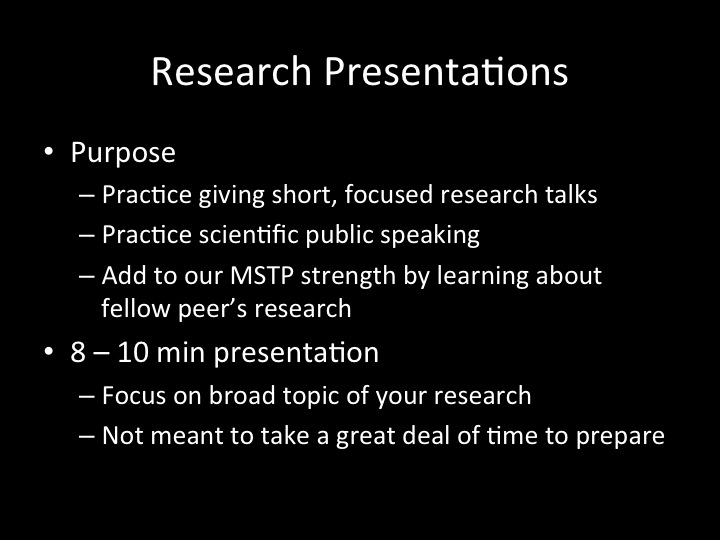 Research Presentations
• Purpose
– Practice giving short, focused research talks
– Practice scientific public speaking
– Add to our MSTP strength by learning about
fellow peer’s research
• 8 – 10 min presentation
– Focus on broad topic of your research
– Not meant to take a great deal of time to prepare